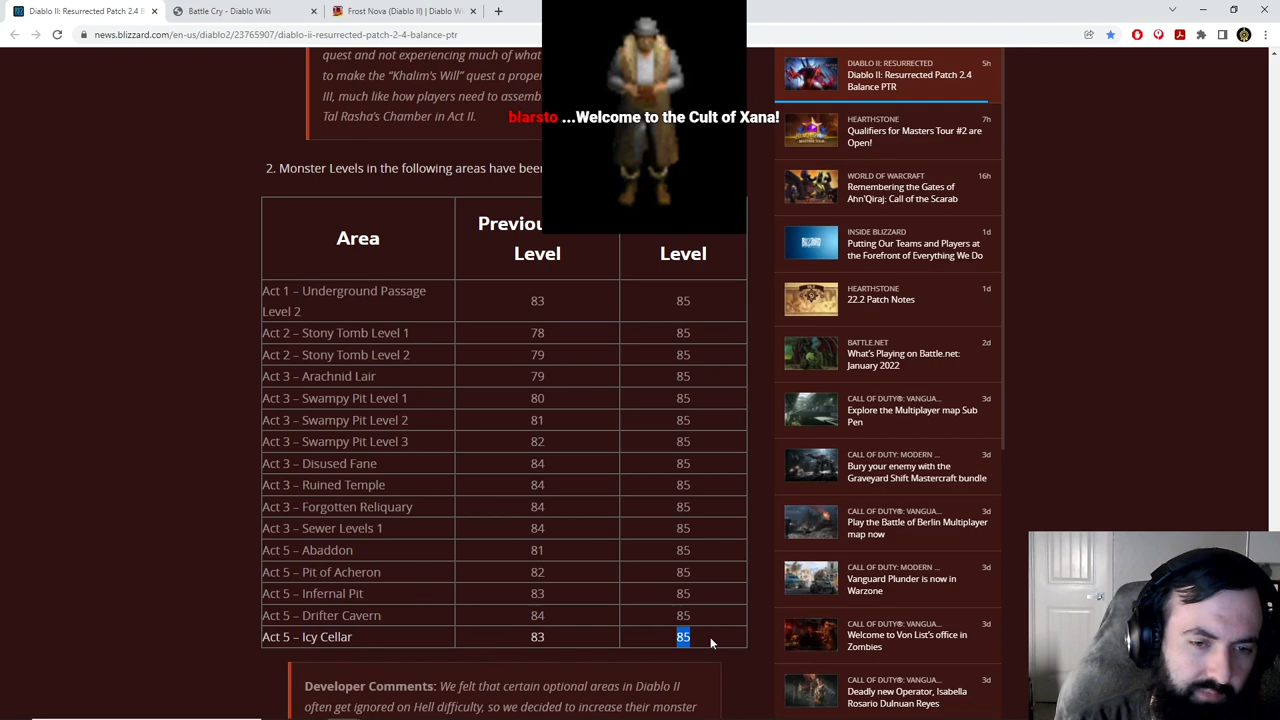 Diablo II: Resurrected Patch 2.4 B
Battle Cry - Diablo Wiki
Frost Nova (Diablo II) | Diablo Wi
news.blizzard.com/en-us/diablo2/23765907/diablo-ii-resurrected-patch-2-4-balance-ptr
quest and not experiencing much of what
to make the “Khalim’s Will” quest a proper
III, much like how players need to assemb
Tal Rasha’s Chamber in Act II.
blarsto ...Welcome to the Cult of Xana!
2. Monster Levels in the following areas have been
Area
Previou
Level
Level
Act 1 – Underground Passage
Level 2
83
85
Act 2 – Stony Tomb Level 1
78
85
Act 2 – Stony Tomb Level 2
79
85
Act 3 – Arachnid Lair
79
85
Act 3 – Swampy Pit Level 1
80
85
Act 3 – Swampy Pit Level 2
81
85
Act 3 – Swampy Pit Level 3
82
85
Act 3 – Disused Fane
84
85
Act 3 – Ruined Temple
84
85
Act 3 – Forgotten Reliquary
84
85
Act 3 – Sewer Levels 1
84
85
Act 5 – Abaddon
81
85
Act 5 – Pit of Acheron
82
85
Act 5 – Infernal Pit
83
85
Act 5 – Drifter Cavern
84
85
Act 5 – Icy Cellar
83
85
Developer Comments: We felt that certain optional areas in Diablo II
often get ignored on Hell difficulty, so we decided to increase their monster
DIABLO II: RESURRECTED
5h
Diablo II: Resurrected Patch 2.4
Balance PTR
HEARTHSTONE
7h
Qualifiers for Masters Tour #2 are
Open!
WORLD OF WARCRAFT
16h
Remembering the Gates of
Ahn'Qiraj: Call of the Scarab
INSIDE BLIZZARD
1d
Putting Our Teams and Players at
the Forefront of Everything We Do
HEARTHSTONE
1d
22.2 Patch Notes
BATTLE.NET
2d
What’s Playing on Battle.net:
January 2022
CALL OF DUTY®: VANGUA...
3d
Explore the Multiplayer map Sub
Pen
CALL OF DUTY: MODERN ...
3d
Bury your enemy with the
Graveyard Shift Mastercraft bundle
CALL OF DUTY®: VANGUA...
3d
Play the Battle of Berlin Multiplayer
map now
CALL OF DUTY: MODERN ...
3d
Vanguard Plunder is now in
Warzone
CALL OF DUTY®: VANGUA...
3d
Welcome to Von List’s office in
Zombies
CALL OF DUTY®: VANGUA...
3d
Deadly new Operator, Isabella
Rosario Dulnuan Reyes